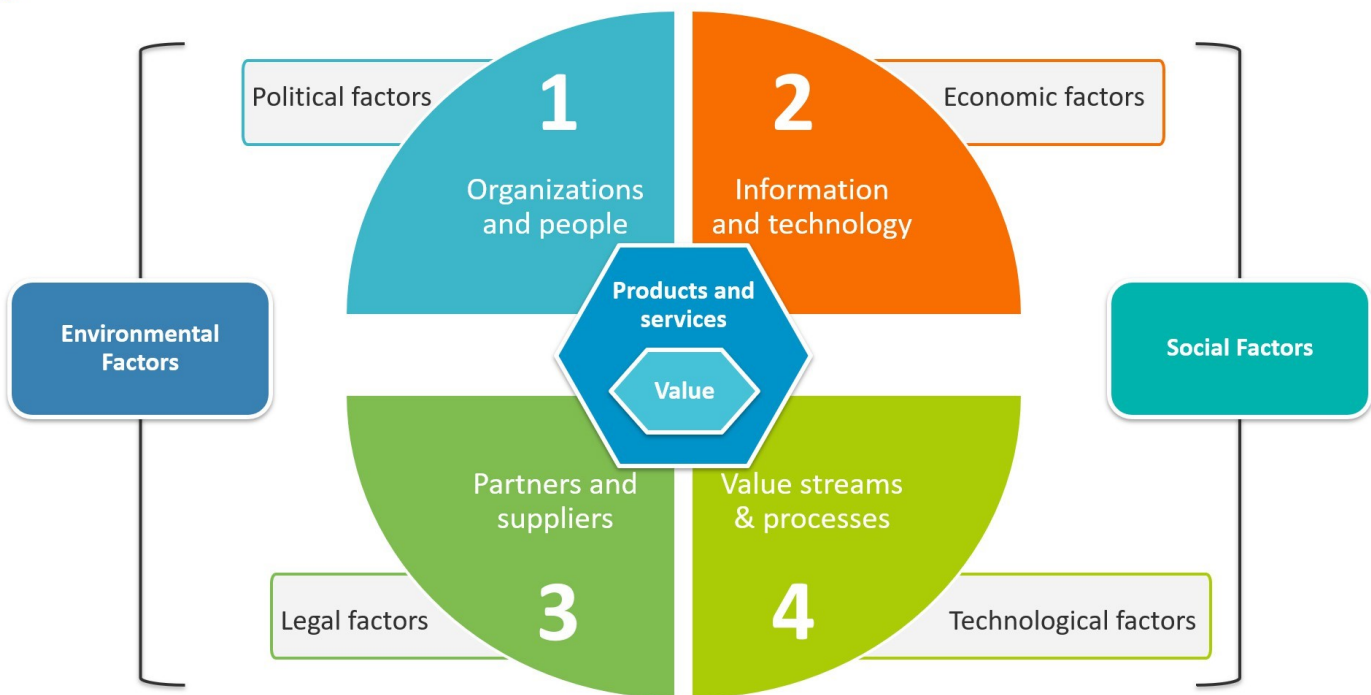 Political factors
1
Organizations
and people
2
Information
and technology
Economic factors
Environmental
Factors
Products and
services
Value
Social Factors
Partners and
suppliers
3
Legal factors
Value streams
& processes
4
Technological factors